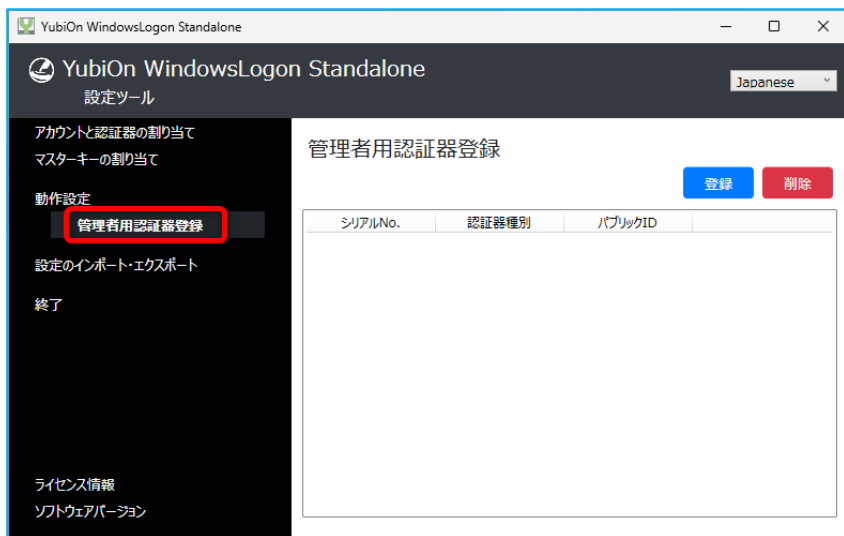 YubiOn WindowsLogon Standalone
YubiOn WindowsLogon Standalone
設定ツール
Japanese
アカウントと認証器の割り当て
マスターキーの割り当て
動作設定
管理者用認証器登録
設定のインポート・エクスポート
終了
ライセンス情報
ソフトウェアバージョン
管理者用認証器登録
登録 削除
シリアルNo. 認証器種別 パブリックID